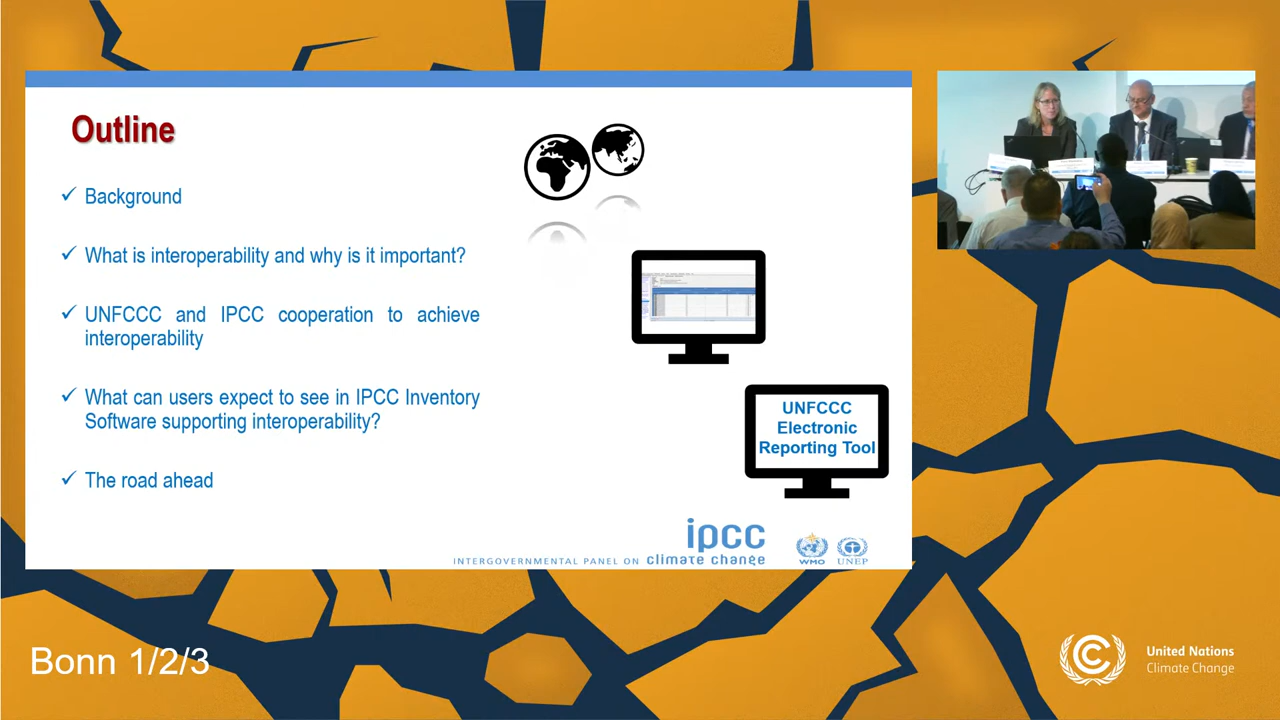 Outline
✓ Background
✓ What is interoperability and why is it important?
✓ UNFCCC and IPCC cooperation to achieve
interoperability
✓ What can users expect to see in IPCC Inventory
Software supporting interoperability?
✓ The road ahead
UNFCCC
Electronic
Reporting Tool
ipcc
INTERGOVERNMENTAL PANEL ON climate change
WMO
UNEP
Bonn 1/2/3
United Nations
Climate Change